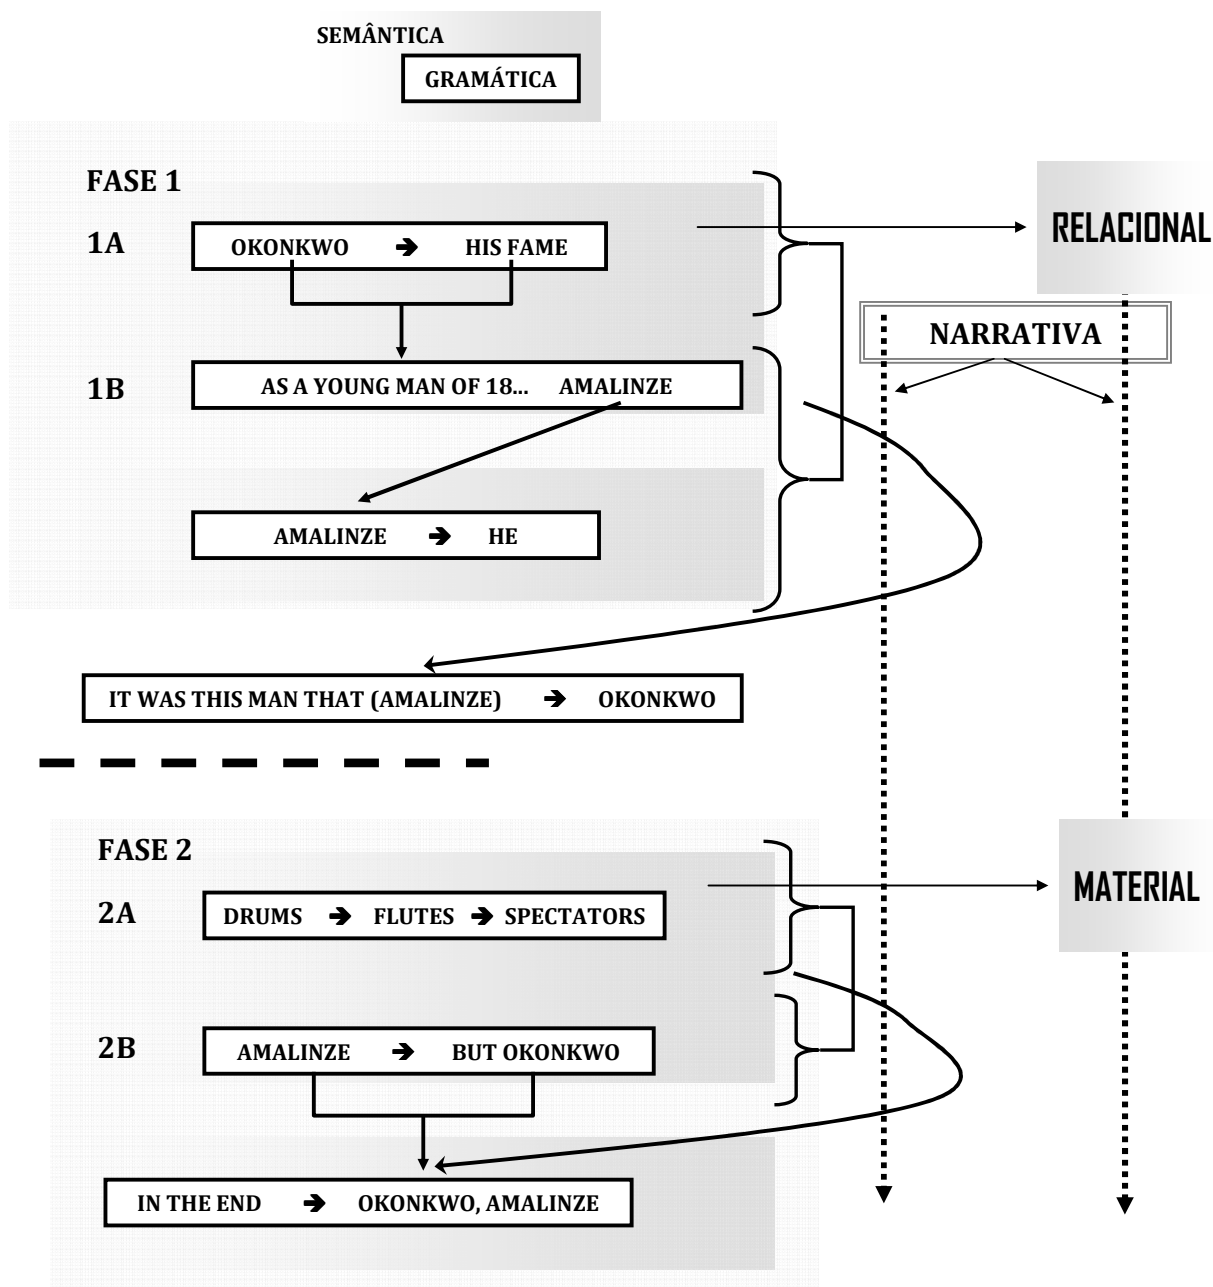 SEMÂNTICA
GRAMÁTICA
FASE 1
1A
OKONKWO ➔ HIS FAME
RELACIONAL
NARRATIVA
1B
AS A YOUNG MAN OF 18... AMALINZE
AMALINZE ➔ HE
IT WAS THIS MAN THAT (AMALINZE) ➔ OKONKWO
FASE 2
2A
DRUMS ➔ FLUTES ➔ SPECTATORS
MATERIAL
2B
AMALINZE ➔ BUT OKONKWO
IN THE END ➔ OKONKWO, AMALINZE